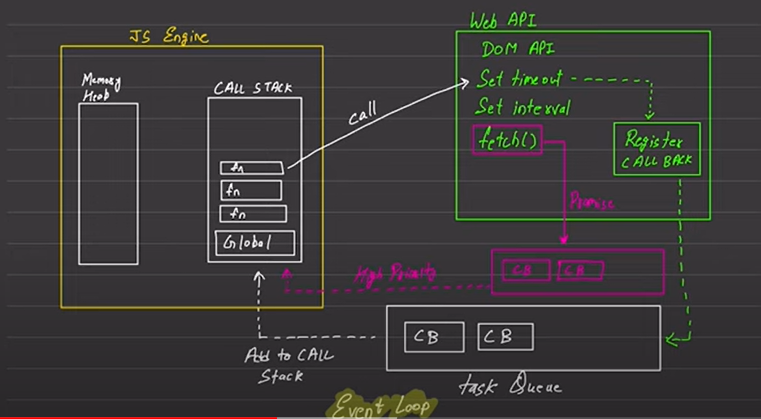 JS Engine
Memory
Heab
CALL STACK
fn
fn
fn
Global
call
Web API
DOM API
Set timeout
Set interval
fetch()
Register
CALL BACK
Promise
CB
CB
High Priority
Add to CALL
Stack
CB
CB
task Queue
Event Loop